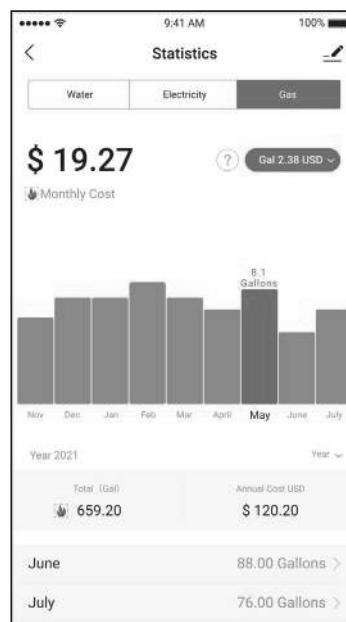 9:41 AM 100%
Statistics
Water Electricity Gas
$ 19.27 ? Gal 2.38 USD
Monthly Cost
8.1
Gallons
Nov Dec Jan Feb Mar April May June July
Year 2021 Year
Total (Gal) Annual Cost USD
659.20 $ 120.20
June 88.00 Gallons >
July 76.00 Gallons >